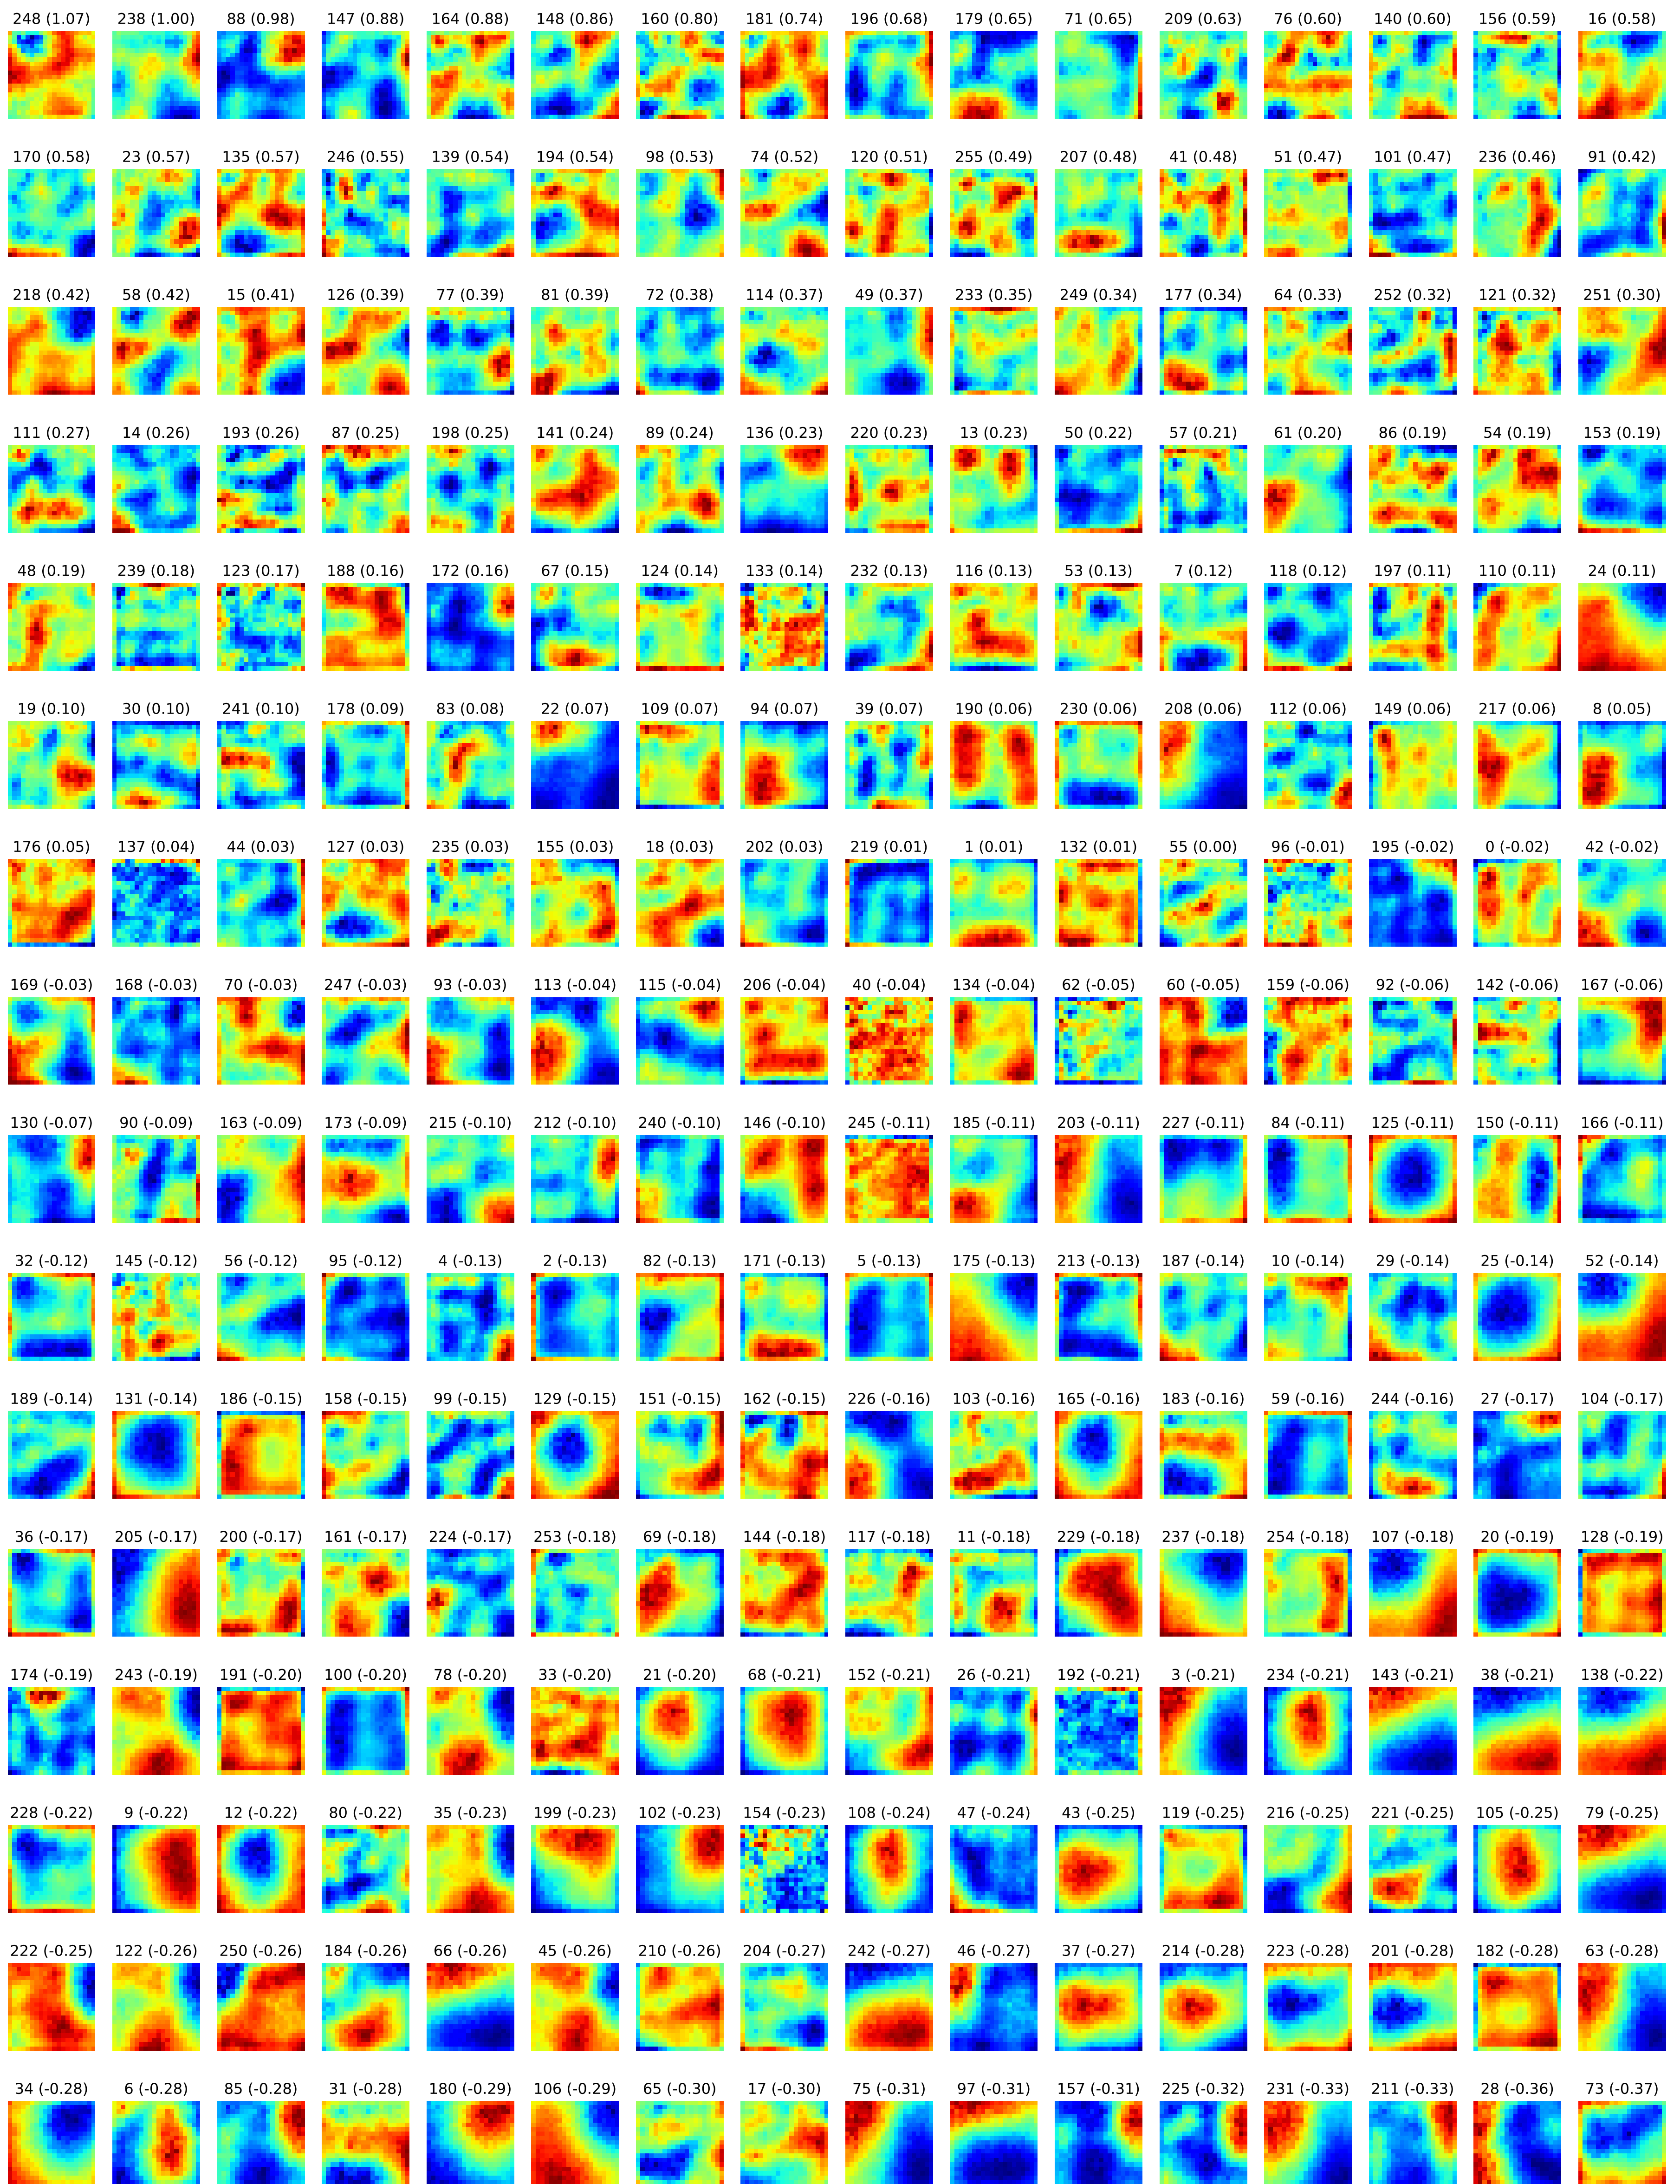 248 (1.07) 238 (1.00) 88 (0.98) 147 (0.88) 164 (0.88) 148 (0.86) 160 (0.80) 181 (0.74) 196 (0.68) 179 (0.65) 71 (0.65) 209 (0.63) 76 (0.60) 140 (0.60) 156 (0.59) 16 (0.58)
170 (0.58) 23 (0.57) 135 (0.57) 246 (0.55) 139 (0.54) 194 (0.54) 98 (0.53) 74 (0.52) 120 (0.51) 255 (0.49) 207 (0.48) 41 (0.48) 51 (0.47) 101 (0.47) 236 (0.46) 91 (0.42)
218 (0.42) 58 (0.42) 15 (0.41) 126 (0.39) 77 (0.39) 81 (0.39) 72 (0.38) 114 (0.37) 49 (0.37) 233 (0.35) 249 (0.34) 177 (0.34) 64 (0.33) 252 (0.32) 121 (0.32) 251 (0.30)
111 (0.27) 14 (0.26) 193 (0.26) 87 (0.25) 198 (0.25) 141 (0.24) 89 (0.24) 136 (0.23) 220 (0.23) 13 (0.23) 50 (0.22) 57 (0.21) 61 (0.20) 86 (0.19) 54 (0.19) 153 (0.19)
48 (0.19) 239 (0.18) 123 (0.17) 188 (0.16) 172 (0.16) 67 (0.15) 124 (0.14) 133 (0.14) 232 (0.13) 116 (0.13) 53 (0.13) 7 (0.12) 118 (0.12) 197 (0.11) 110 (0.11) 24 (0.11)
19 (0.10) 30 (0.10) 241 (0.10) 178 (0.09) 83 (0.08) 22 (0.07) 109 (0.07) 94 (0.07) 39 (0.07) 190 (0.06) 230 (0.06) 208 (0.06) 112 (0.06) 149 (0.06) 217 (0.06) 8 (0.05)
176 (0.05) 137 (0.04) 44 (0.03) 127 (0.03) 235 (0.03) 155 (0.03) 18 (0.03) 202 (0.03) 219 (0.01) 1 (0.01) 132 (0.01) 55 (0.00) 96 (-0.01) 195 (-0.02) 0 (-0.02) 42 (-0.02)
169 (-0.03) 168 (-0.03) 70 (-0.03) 247 (-0.03) 93 (-0.03) 113 (-0.04) 115 (-0.04) 206 (-0.04) 40 (-0.04) 134 (-0.04) 62 (-0.05) 60 (-0.05) 159 (-0.06) 92 (-0.06) 142 (-0.06) 167 (-0.06)
130 (-0.07) 90 (-0.09) 163 (-0.09) 173 (-0.09) 215 (-0.10) 212 (-0.10) 240 (-0.10) 146 (-0.10) 245 (-0.11) 185 (-0.11) 203 (-0.11) 227 (-0.11) 84 (-0.11) 125 (-0.11) 150 (-0.11) 166 (-0.11)
32 (-0.12) 145 (-0.12) 56 (-0.12) 95 (-0.12) 4 (-0.13) 2 (-0.13) 82 (-0.13) 171 (-0.13) 5 (-0.13) 175 (-0.13) 213 (-0.13) 187 (-0.14) 10 (-0.14) 29 (-0.14) 25 (-0.14) 52 (-0.14)
189 (-0.14) 131 (-0.14) 186 (-0.15) 158 (-0.15) 99 (-0.15) 129 (-0.15) 151 (-0.15) 162 (-0.15) 226 (-0.16) 103 (-0.16) 165 (-0.16) 183 (-0.16) 59 (-0.16) 244 (-0.16) 27 (-0.17) 104 (-0.17)
36 (-0.17) 205 (-0.17) 200 (-0.17) 161 (-0.17) 224 (-0.17) 253 (-0.18) 69 (-0.18) 144 (-0.18) 117 (-0.18) 11 (-0.18) 229 (-0.18) 237 (-0.18) 254 (-0.18) 107 (-0.18) 20 (-0.19) 128 (-0.19)
174 (-0.19) 243 (-0.19) 191 (-0.20) 100 (-0.20) 78 (-0.20) 33 (-0.20) 21 (-0.20) 68 (-0.21) 152 (-0.21) 26 (-0.21) 192 (-0.21) 3 (-0.21) 234 (-0.21) 143 (-0.21) 38 (-0.21) 138 (-0.22)
228 (-0.22) 9 (-0.22) 12 (-0.22) 80 (-0.22) 35 (-0.23) 199 (-0.23) 102 (-0.23) 154 (-0.23) 108 (-0.24) 47 (-0.24) 43 (-0.25) 119 (-0.25) 216 (-0.25) 221 (-0.25) 105 (-0.25) 79 (-0.25)
222 (-0.25) 122 (-0.26) 250 (-0.26) 184 (-0.26) 66 (-0.26) 45 (-0.26) 210 (-0.26) 204 (-0.27) 242 (-0.27) 46 (-0.27) 37 (-0.27) 214 (-0.28) 223 (-0.28) 201 (-0.28) 182 (-0.28) 63 (-0.28)
34 (-0.28) 6 (-0.28) 85 (-0.28) 31 (-0.28) 180 (-0.29) 106 (-0.29) 65 (-0.30) 17 (-0.30) 75 (-0.31) 97 (-0.31) 157 (-0.31) 225 (-0.32) 231 (-0.33) 211 (-0.33) 28 (-0.36) 73 (-0.37)